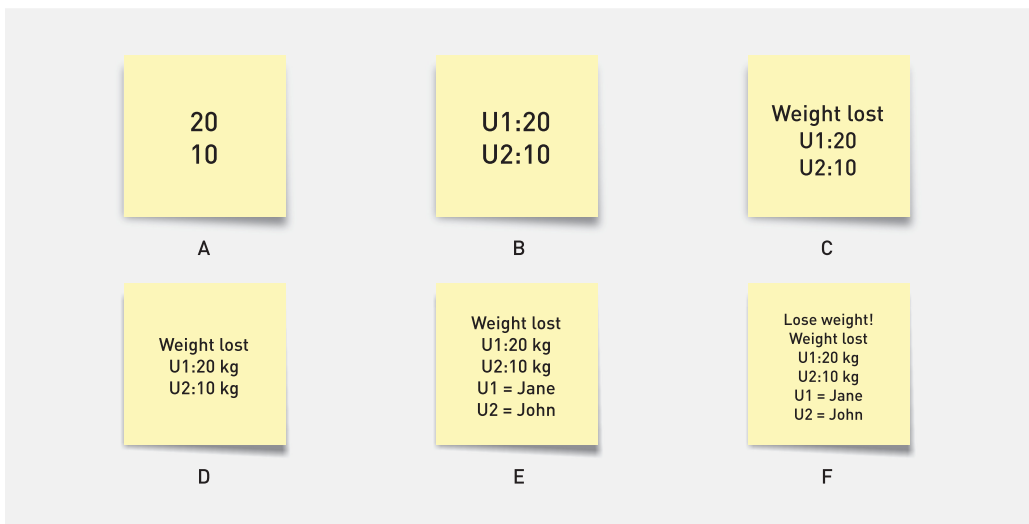 20
10
A
U1:20
U2:10
B
Weight lost
U1:20
U2:10
C
Weight lost
U1:20 kg
U2:10 kg
D
Weight lost
U1:20 kg
U2:10 kg
U1 = Jane
U2 = John
E
Lose weight!
Weight lost
U1:20 kg
U2:10 kg
U1 = Jane
U2 = John
F